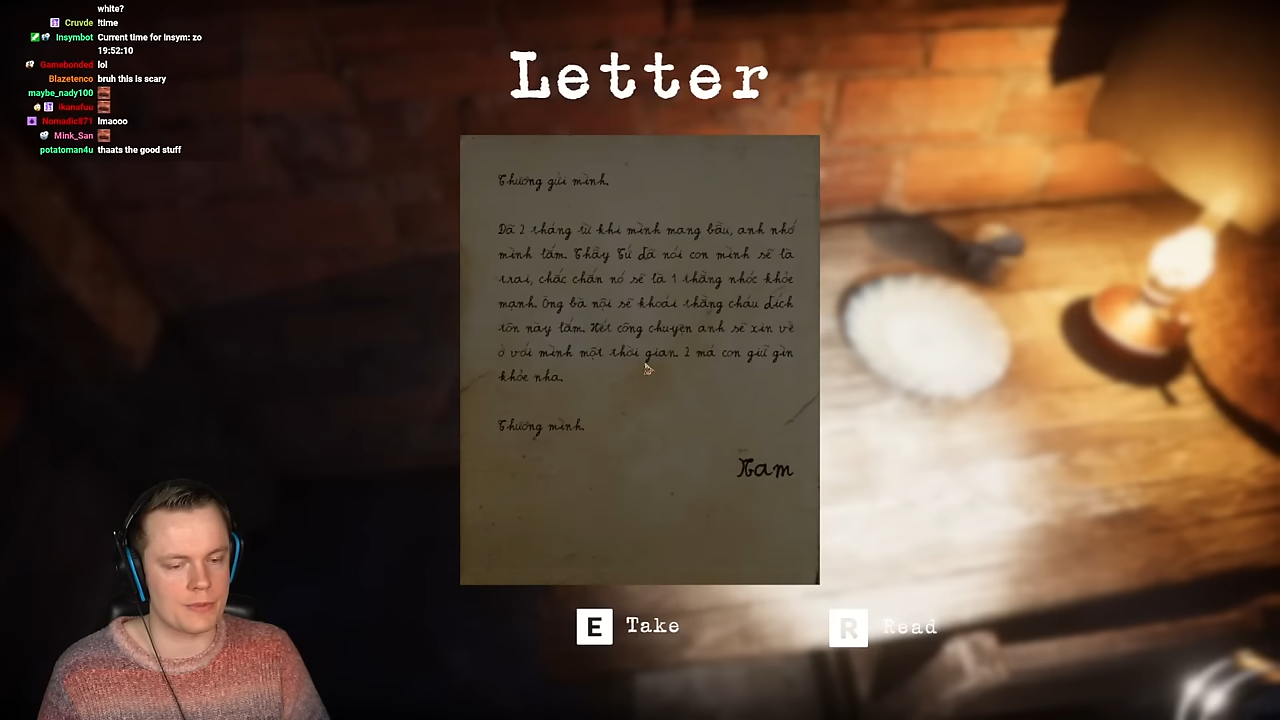 white?
Cruvde !time
Insymbot Current time for insym: zo
19:52:10
Gamebonded lol
Blazetenco bruh this is scary
maybe_nady100
ikanafuu
Nomadic871 lmaooo
Mink_San
potatoman4u thaats the good stuff
Letter
Thương gửi mình.
Đã 2 tháng từ khi mình mang bầu, anh nhớ
mình lắm. Thầy Tú đã nói con mình sẽ là
trai, chắc chắn nó sẽ là 1 thằng nhóc khỏe
mạnh. Ông bà nội sẽ khoái thằng cháu đích
tôn này lắm. Hết công chuyện anh sẽ xin về
ở với mình một thời gian. 2 má con giữ gìn
khỏe nha.
Thương mình.
Nam
E Take
R Read